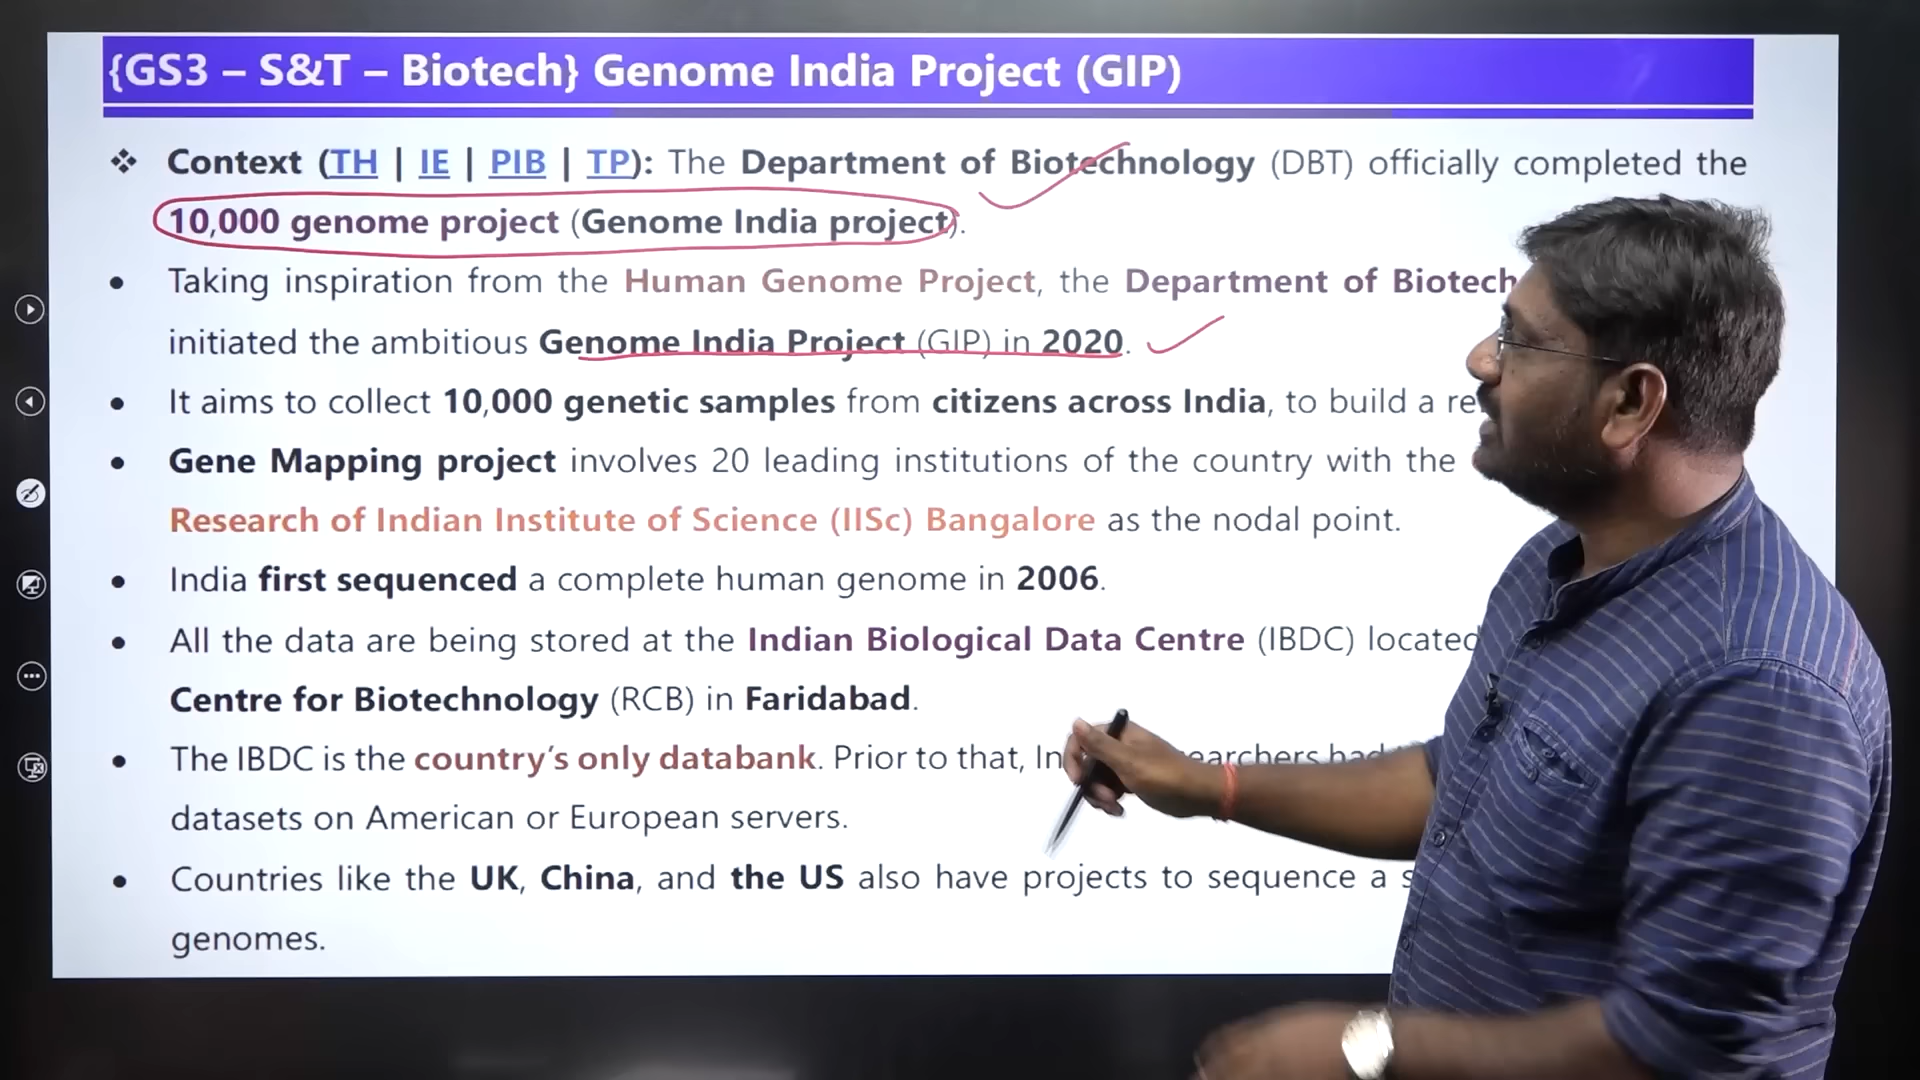 {GS3 – S&T – Biotech} Genome India Project (GIP)
❖ Context (TH | IE | PIB | TP): The Department of Biotechnology (DBT) officially completed the
10,000 genome project (Genome India project).
• Taking inspiration from the Human Genome Project, the Department of Biotech
initiated the ambitious Genome India Project (GIP) in 2020.
• It aims to collect 10,000 genetic samples from citizens across India, to build a
• Gene Mapping project involves 20 leading institutions of the country with the
Research of Indian Institute of Science (IISc) Bangalore as the nodal point.
• India first sequenced a complete human genome in 2006.
• All the data are being stored at the Indian Biological Data Centre (IBDC) located
Centre for Biotechnology (RCB) in Faridabad.
• The IBDC is the country's only databank. Prior to that,
datasets on American or European servers.
• Countries like the UK, China, and the US also have projects to sequence a
genomes.